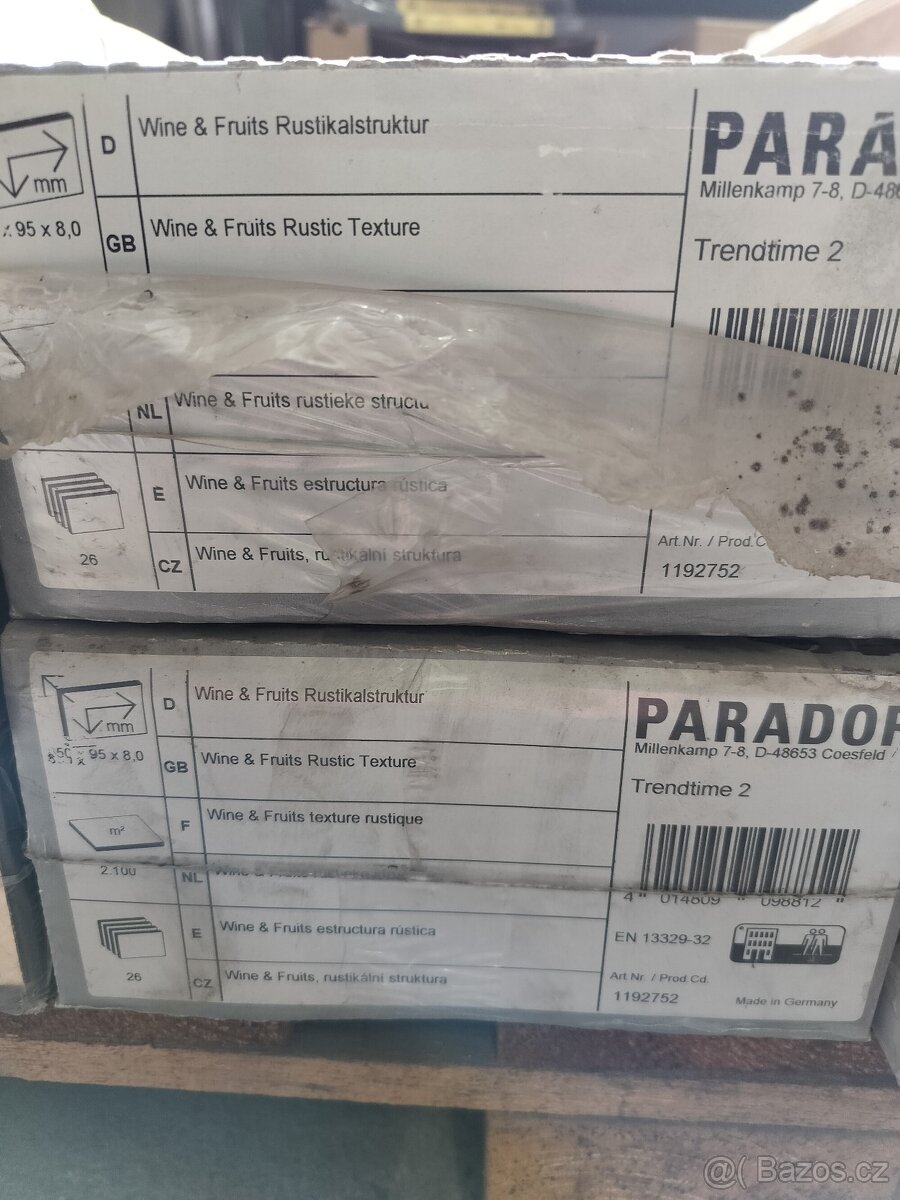 mm
x 95 x 8,0
D
Wine & Fruits Rustikalstruktur
GB
Wine & Fruits Rustic Texture
NL
Wine & Fruits rustieke
E
Wine & Fruits estructura rústica
CZ
Wine & Fruits, rustikální struktura
26
PARA
Millenkamp 7-8, D-48
Trendtime 2
Art.Nr. / Prod.C
1192752
mm
95 x 8,0
m²
2.100
26
D
Wine & Fruits Rustikalstruktur
GB
Wine & Fruits Rustic Texture
F
Wine & Fruits texture rustique
NL
E
Wine & Fruits estructura rústica
CZ
Wine & Fruits, rustikální struktura
PARADOR
Millenkamp 7-8, D-48653 Coesfeld /
Trendtime 2
4 014809 098812
EN 13329-32
Art.Nr. / Prod.Cd.
1192752
Made in Germany
@( Bazos.cz